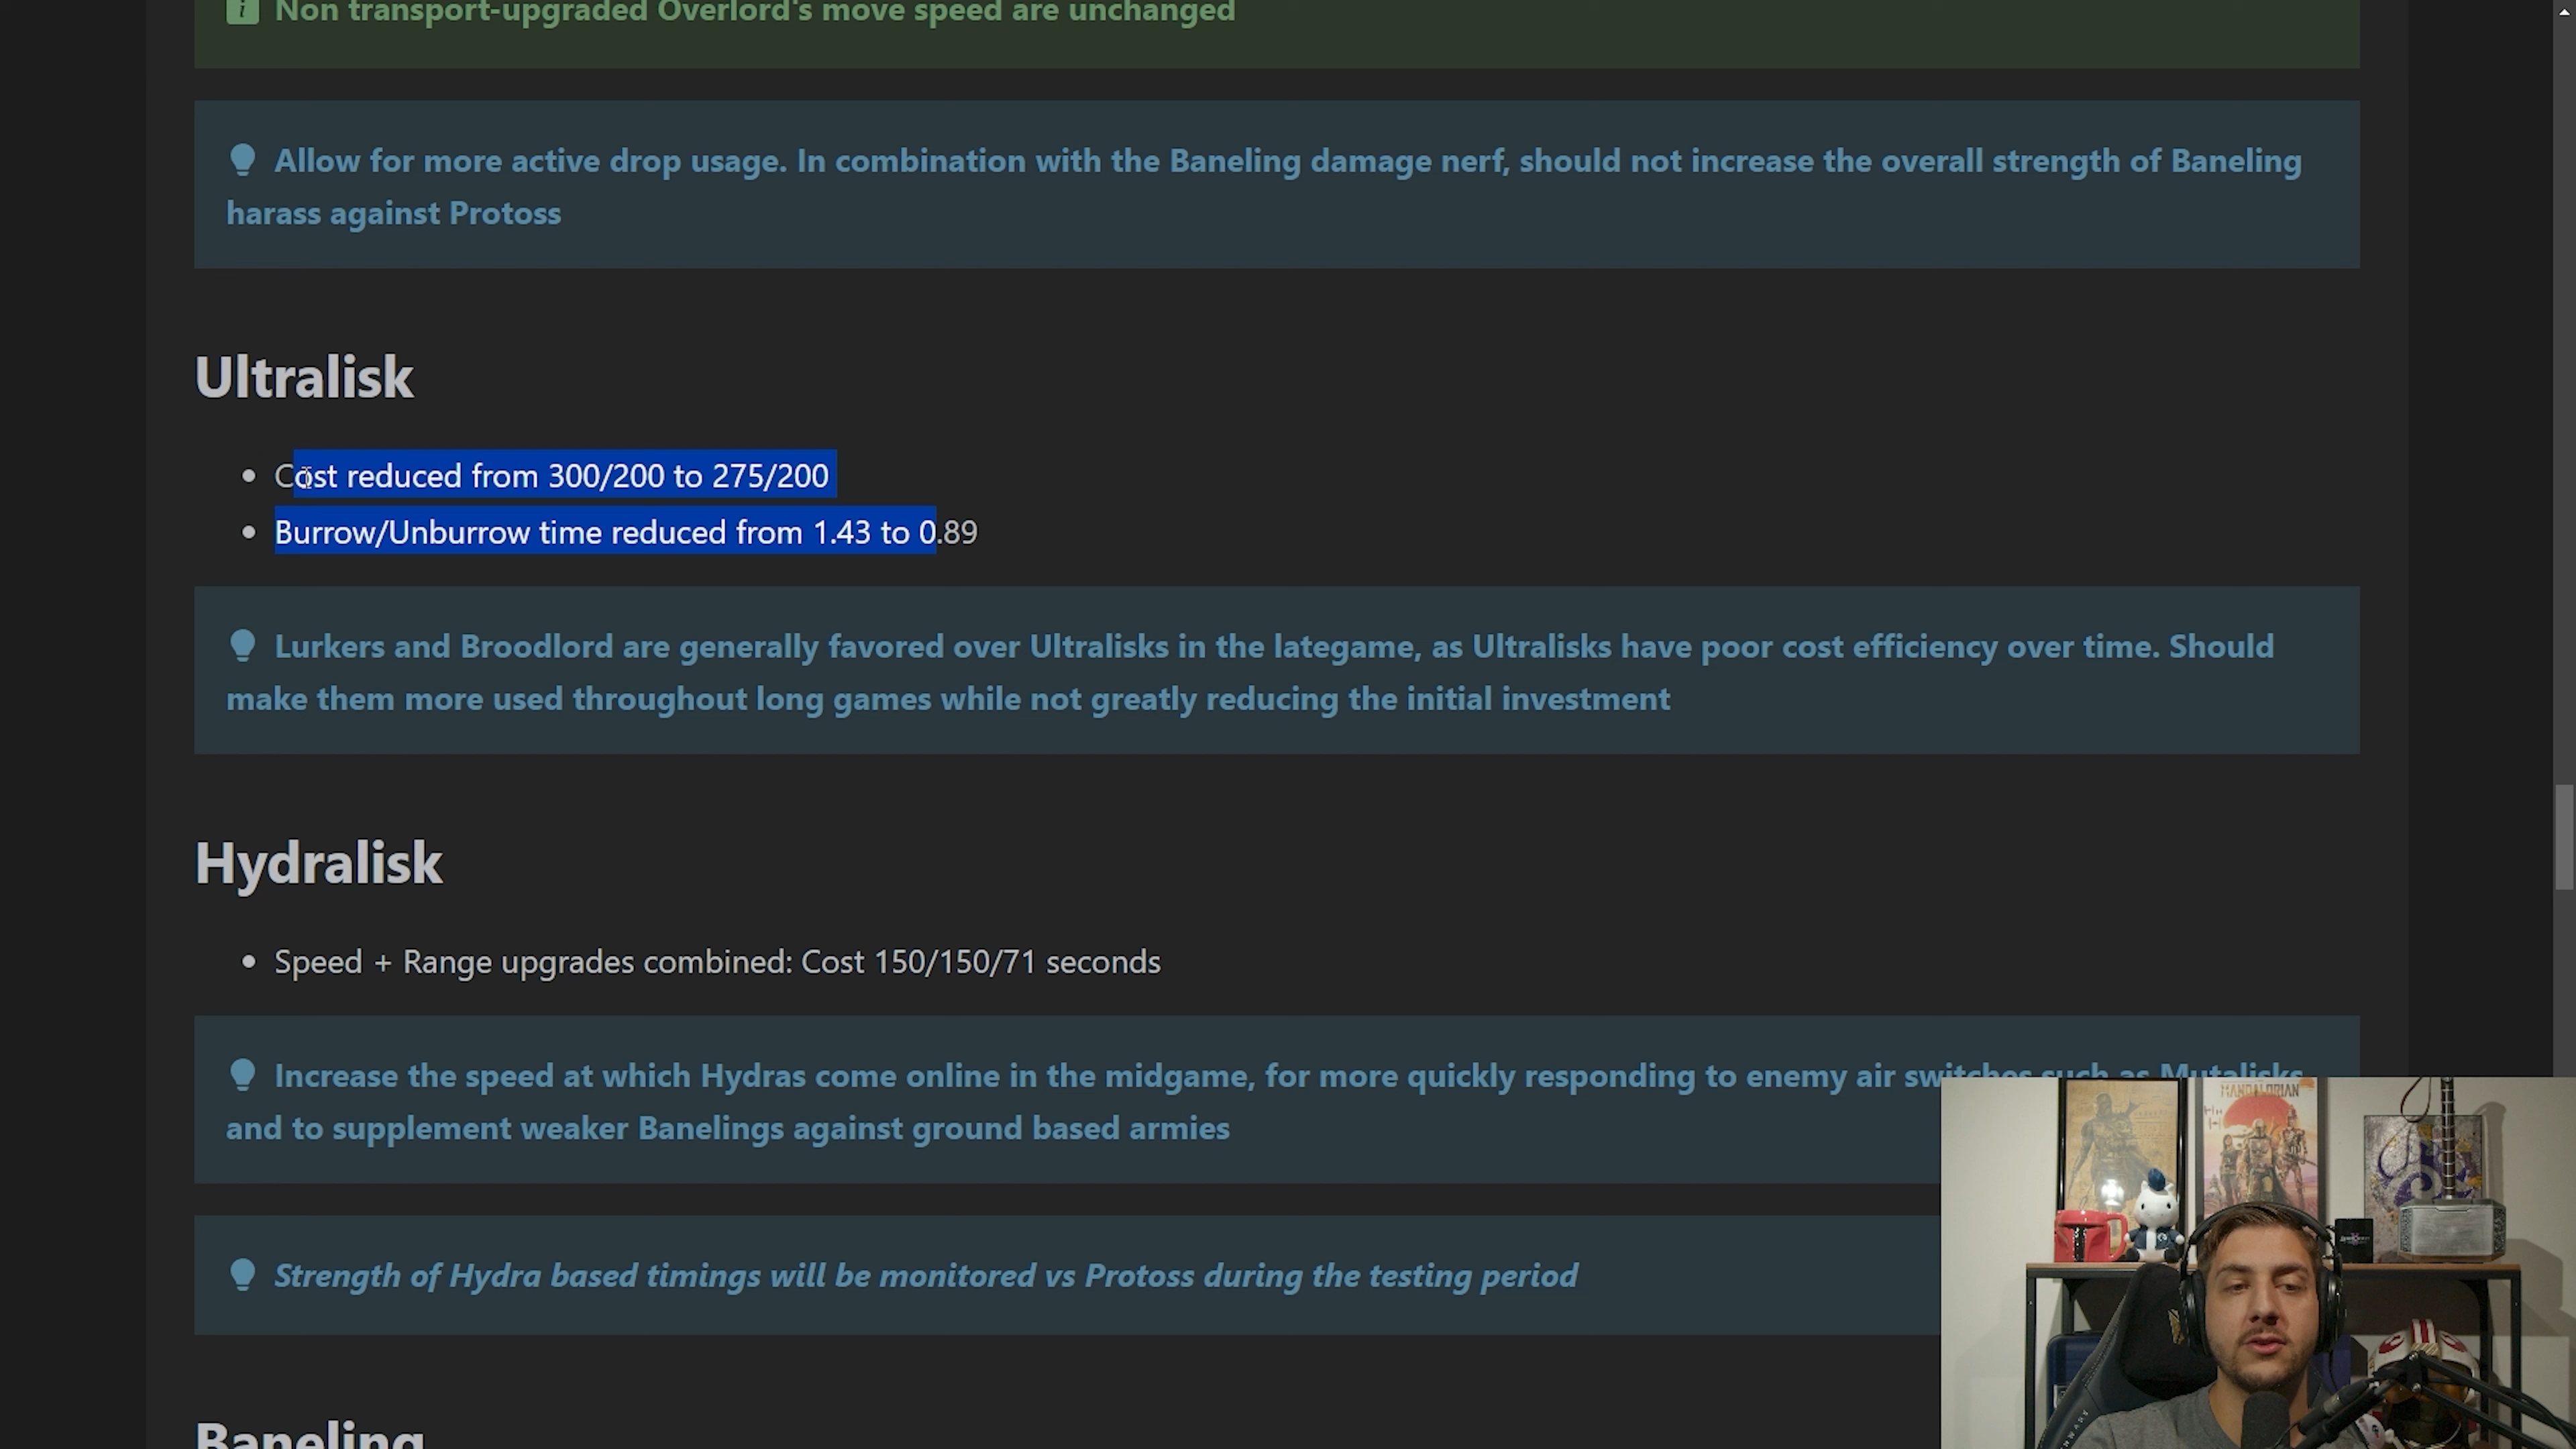 Non transport-upgraded Overlord's move speed are unchanged
Allow for more active drop usage. In combination with the Baneling damage nerf, should not increase the overall strength of Baneling
harass against Protoss
Ultralisk
Cost reduced from 300/200 to 275/200
Burrow/Unburrow time reduced from 1.43 to 0.89
Lurkers and Broodlord are generally favored over Ultralisks in the lategame, as Ultralisks have poor cost efficiency over time. Should
make them more used throughout long games while not greatly reducing the initial investment
Hydralisk
Speed + Range upgrades combined: Cost 150/150/71 seconds
Increase the speed at which Hydras come online in the midgame, for more quickly responding to enemy air switches such as Mutalisks
and to supplement weaker Banelings against ground based armies
Strength of Hydra based timings will be monitored vs Protoss during the testing period
Baneling
MANDALORIAN